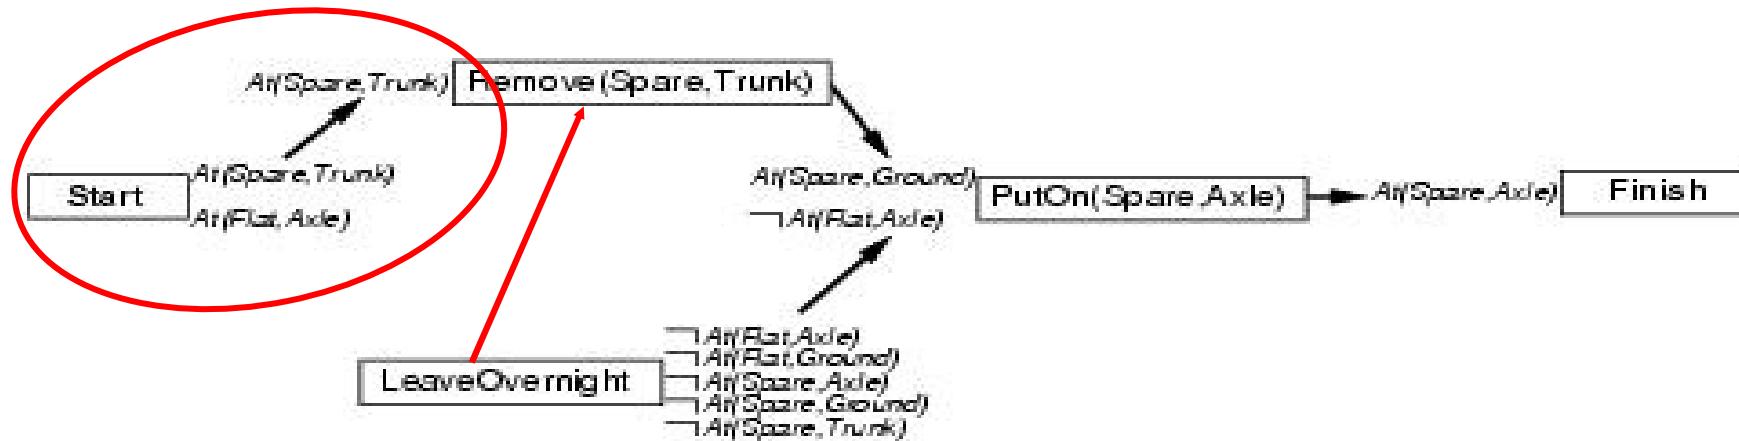 At(Spare,Trunk)
Remove(Spare,Trunk)
Start
At(Spare,Trunk)
At(Flat,Axle)
At(Spare,Ground)
¬At(Flat,Axle)
PutOn(Spare,Axle)
At(Spare,Axle)
Finish
LeaveOvernight
¬At(Flat,Axle)
¬At(Flat,Ground)
¬At(Spare,Axle)
¬At(Spare,Ground)
¬At(Spare,Trunk)